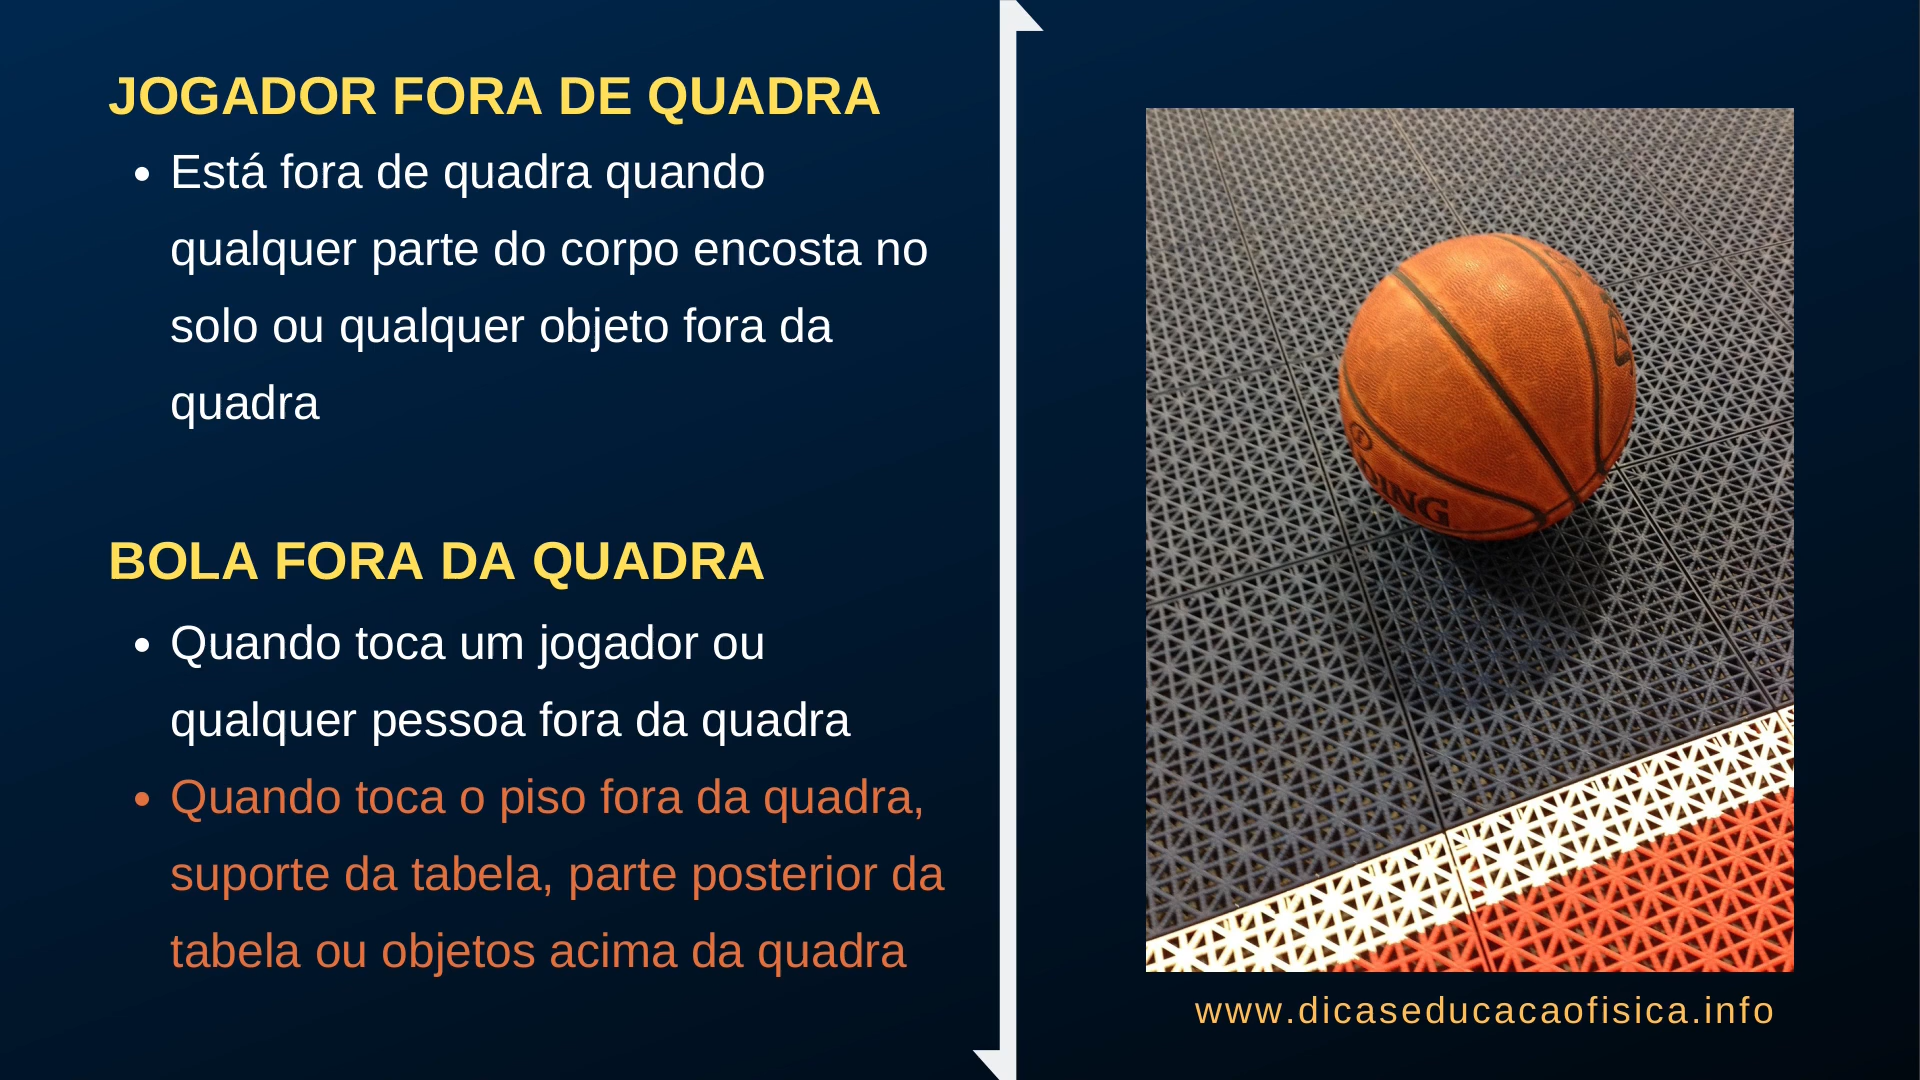 JOGADOR FORA DE QUADRA
• Está fora de quadra quando
qualquer parte do corpo encosta no
solo ou qualquer objeto fora da
quadra
BOLA FORA DA QUADRA
• Quando toca um jogador ou
qualquer pessoa fora da quadra
• Quando toca o piso fora da quadra,
suporte da tabela, parte posterior da
tabela ou objetos acima da quadra
®
DING
www.dicaseducacaofisica.info